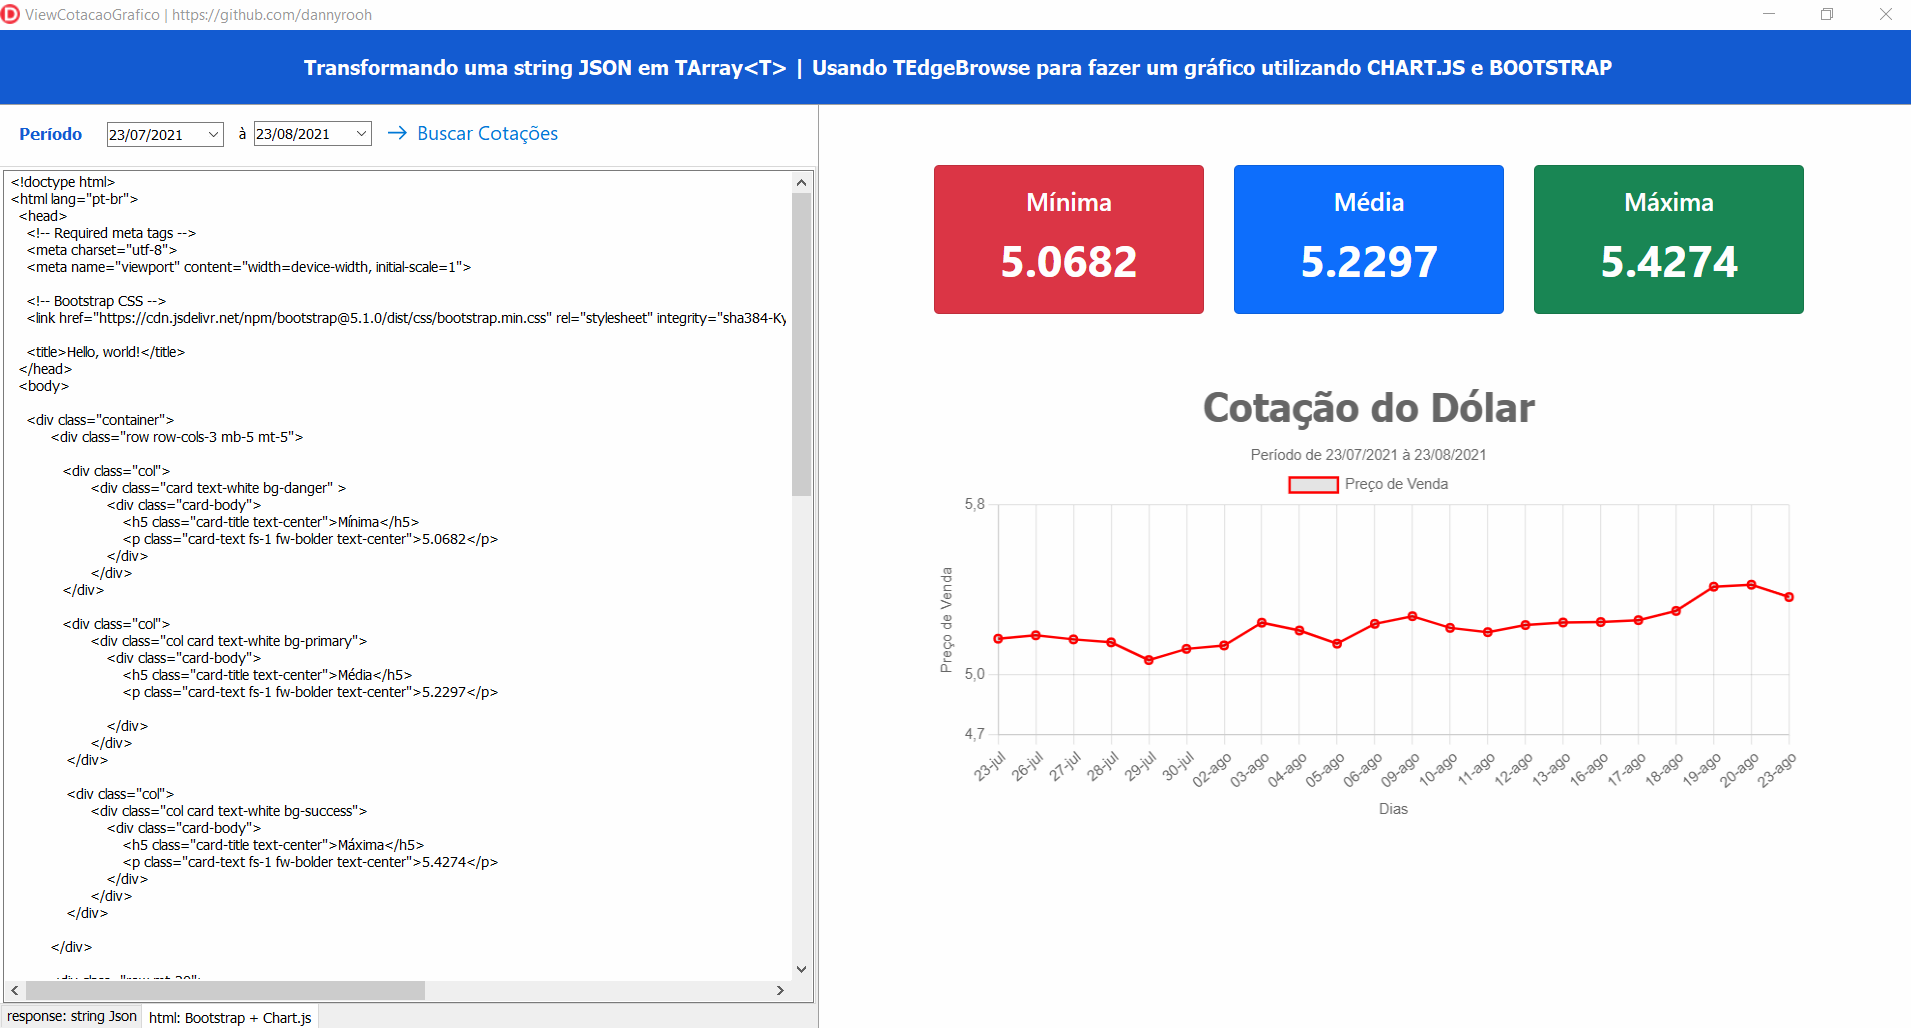 ViewCotacaoGrafico | https://github.com/dannyrooh
Transformando uma string JSON em TArray<T> | Usando TEdgeBrowse para fazer um gráfico utilizando CHART.JS e BOOTSTRAP
Período 23/07/2021 à 23/08/2021 → Buscar Cotações
<!doctype html>
<html lang="pt-br">
<head>
<!-- Required meta tags -->
<meta charset="utf-8">
<meta name="viewport" content="width=device-width, initial-scale=1">
<!-- Bootstrap CSS -->
<link href="https://cdn.jsdelivr.net/npm/bootstrap@5.1.0/dist/css/bootstrap.min.css" rel="stylesheet" integrity="sha384-Ky
<title>Hello, world!</title>
</head>
<body>
<div class="container">
<div class="row row-cols-3 mb-5 mt-5">
<div class="col">
<div class="card text-white bg-danger" >
<div class="card-body">
<h5 class="card-title text-center">Mínima</h5>
<p class="card-text fs-1 fw-bolder text-center">5.0682</p>
</div>
</div>
</div>
<div class="col">
<div class="col card text-white bg-primary">
<div class="card-body">
<h5 class="card-title text-center">Média</h5>
<p class="card-text fs-1 fw-bolder text-center">5.2297</p>
</div>
</div>
</div>
<div class="col">
<div class="col card text-white bg-success">
<div class="card-body">
<h5 class="card-title text-center">Máxima</h5>
<p class="card-text fs-1 fw-bolder text-center">5.4274</p>
</div>
</div>
</div>
</div>
response: string Json
html: Bootstrap + Chart.js
Mínima
5.0682
Média
5.2297
Máxima
5.4274
Cotação do Dólar
Período de 23/07/2021 à 23/08/2021
Preço de Venda
5,8
5,0
4,7
Preço de Venda
23-jul
26-jul
27-jul
28-jul
29-jul
30-jul
02-ago
03-ago
04-ago
05-ago
06-ago
09-ago
10-ago
11-ago
12-ago
13-ago
16-ago
17-ago
18-ago
19-ago
20-ago
23-ago
Dias